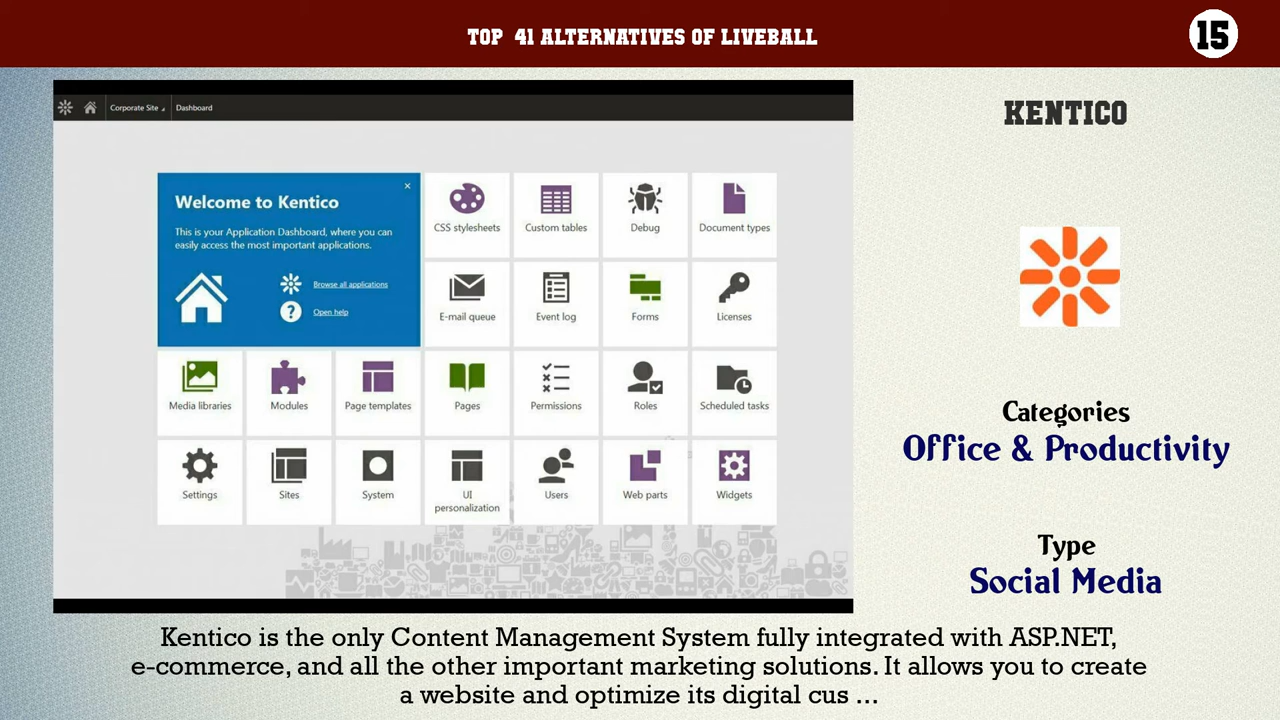 TOP 41 ALTERNATIVES OF LIVEBALL
15
Corporate Site
Dashboard
Welcome to Kentico
This is your Application Dashboard, where you can
easily access the most important applications.
Browse all applications
Open help
CSS stylesheets
Custom tables
Debug
Document types
E-mail queue
Event log
Forms
Licenses
Media libraries
Modules
Page templates
Pages
Permissions
Roles
Scheduled tasks
Settings
Sites
System
UI
personalization
Users
Web parts
Widgets
KENTICO
Categories
Office & Productivity
Type
Social Media
Kentico is the only Content Management System fully integrated with ASP.NET,
e-commerce, and all the other important marketing solutions. It allows you to create
a website and optimize its digital cus ...